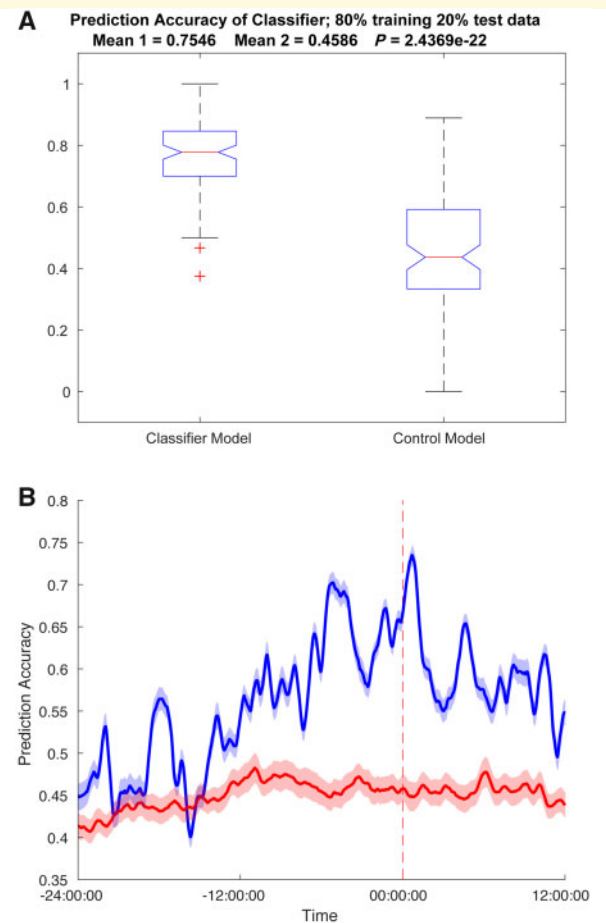 A
Prediction Accuracy of Classifier; 80% training 20% test data
Mean 1 = 0.7546 Mean 2 = 0.4586 P = 2.4369e-22
1
0.8
0.6
0.4
0.2
0
Classifier Model Control Model
B
0.8
0.75
0.7
0.65
0.6
0.55
0.5
0.45
0.4
0.35
Prediction Accuracy
-24:00:00 -12:00:00 00:00:00 12:00:00
Time